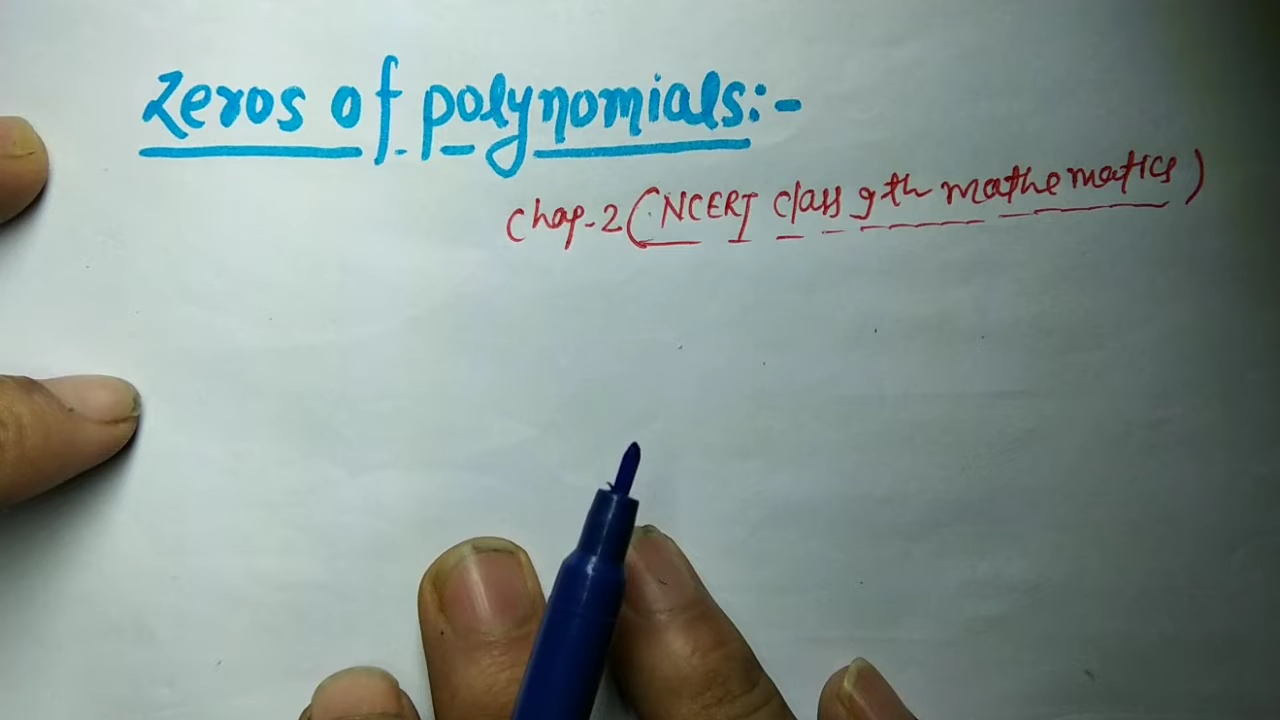 Zeros of polynomials:-
Chap-2 (NCERT class 9th mathematics)